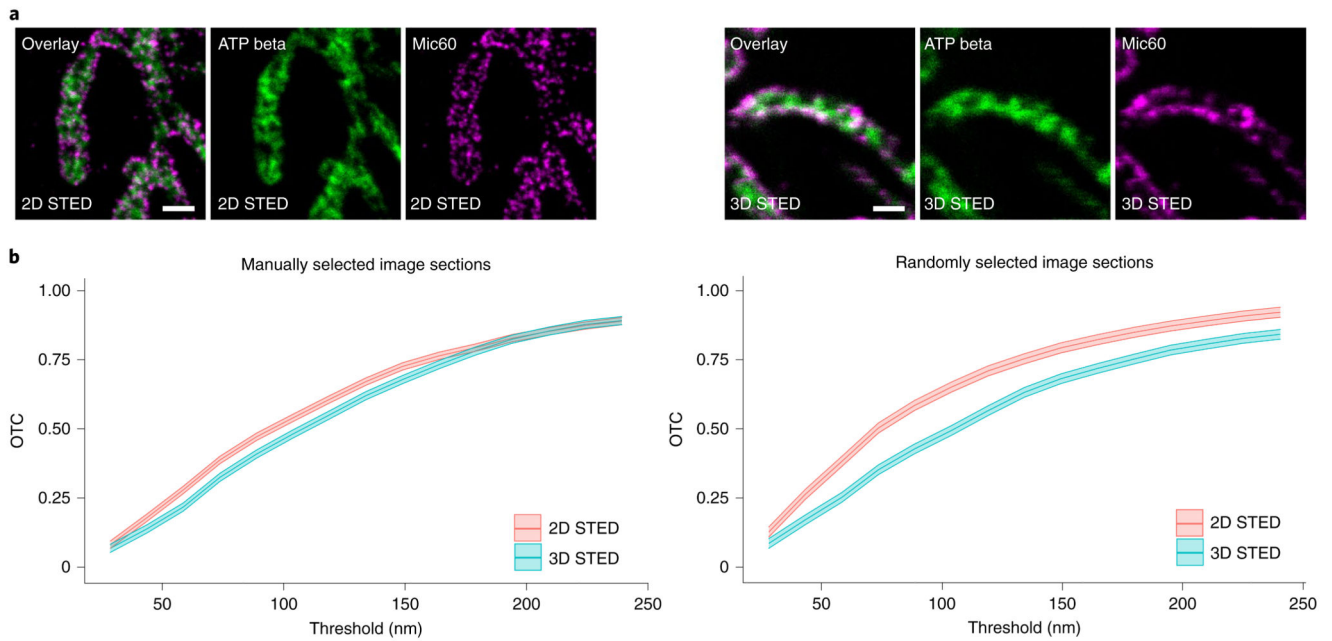 a
Overlay
ATP beta
Mic60
2D STED
2D STED
2D STED
Overlay
ATP beta
Mic60
3D STED
3D STED
3D STED
b
Manually selected image sections
1.00
0.75
0.50
0.25
0
OTC
50
100
150
200
250
Threshold (nm)
2D STED
3D STED
Randomly selected image sections
1.00
0.75
0.50
0.25
0
OTC
50
100
150
200
250
Threshold (nm)
2D STED
3D STED